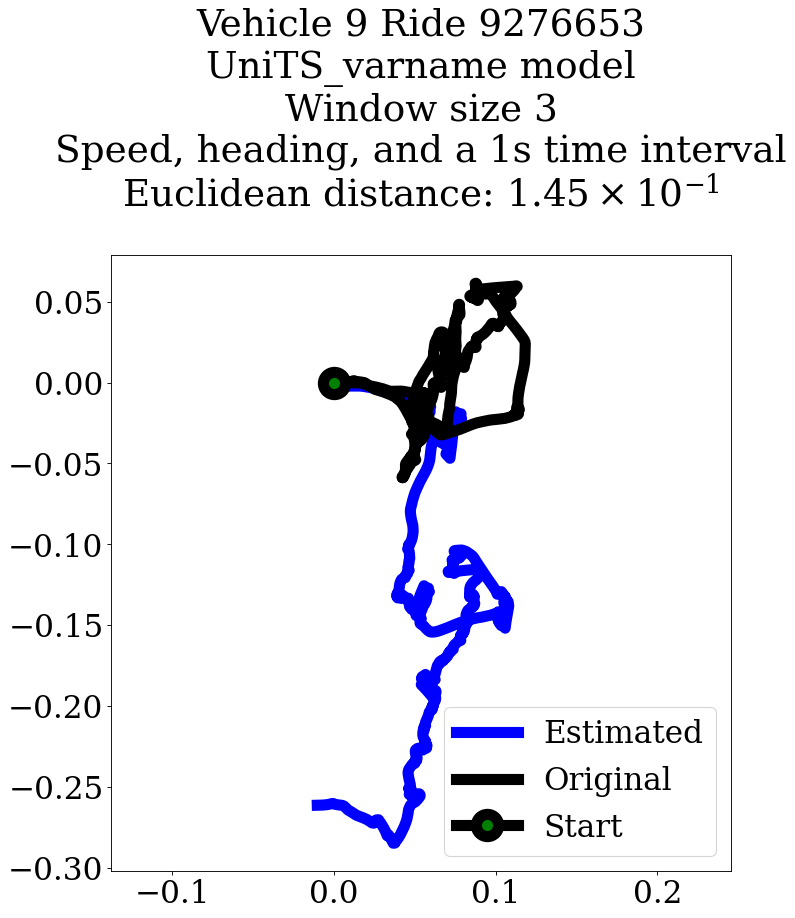 Vehicle 9 Ride 9276653
UniTS_varname model
Window size 3
Speed, heading, and a 1s time interval
Euclidean distance: 1.45 × 10⁻¹
0.05
0.00
−0.05
−0.10
−0.15
−0.20
−0.25
−0.30
Estimated
Original
Start
−0.1
0.0
0.1
0.2